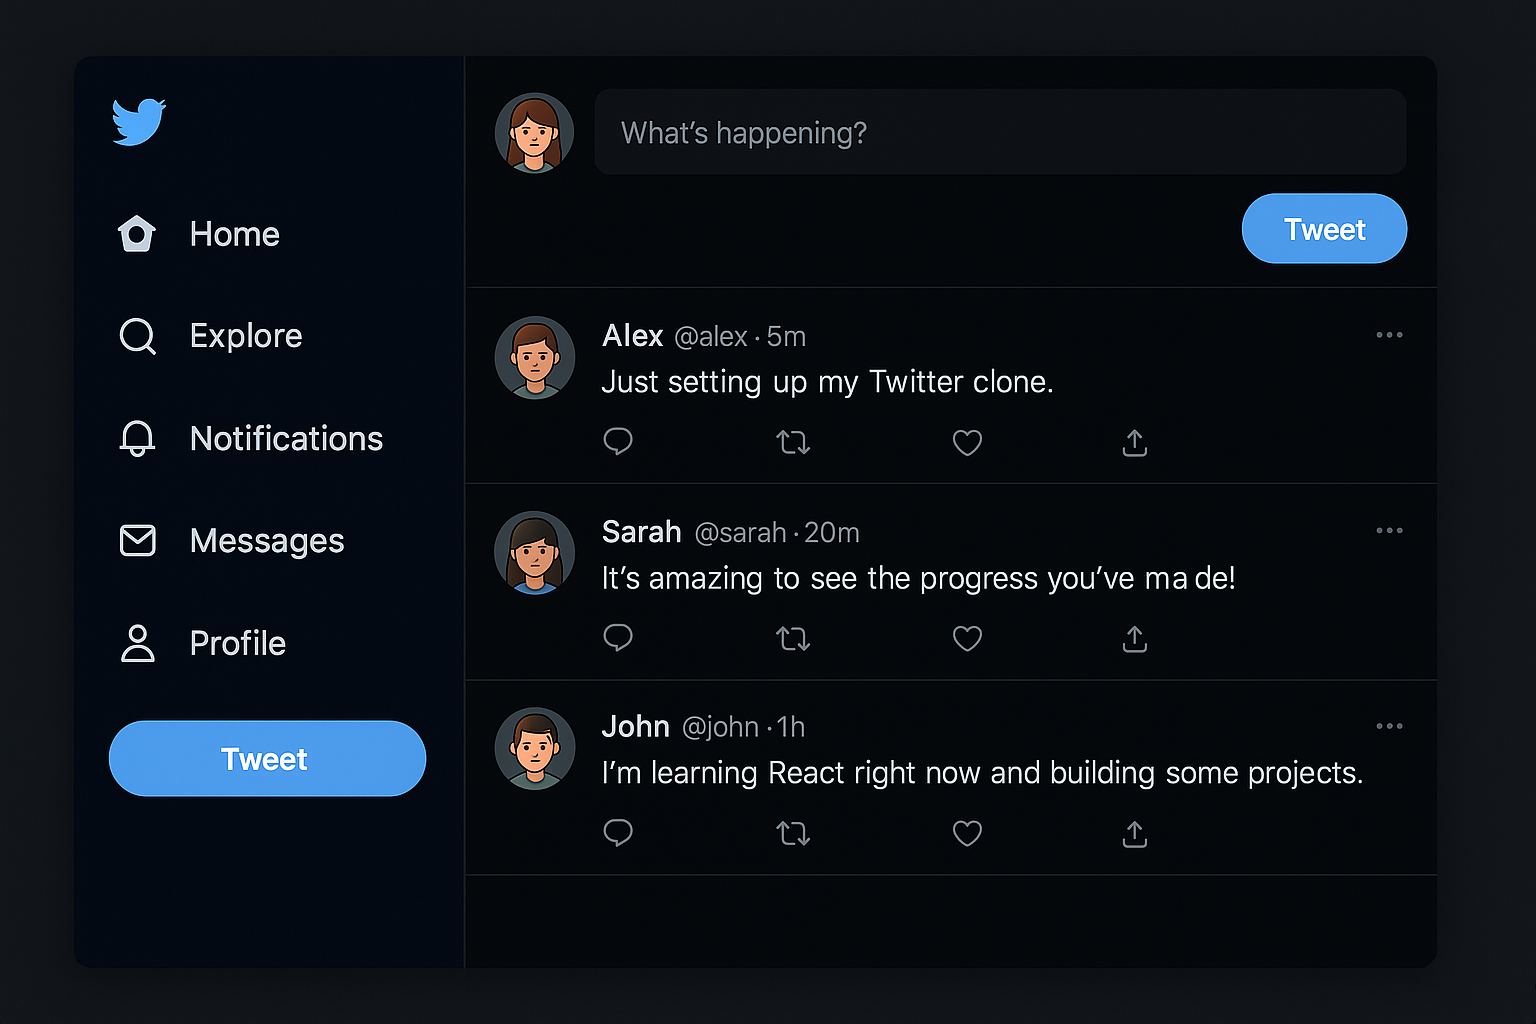 Home
Explore
Notifications
Messages
Profile
Tweet
What’s happening?
Tweet
Alex @alex · 5m
Just setting up my Twitter clone.
Sarah @sarah · 20m
It’s amazing to see the progress you’ve ma de!
John @john · 1h
I’m learning React right now and building some projects.